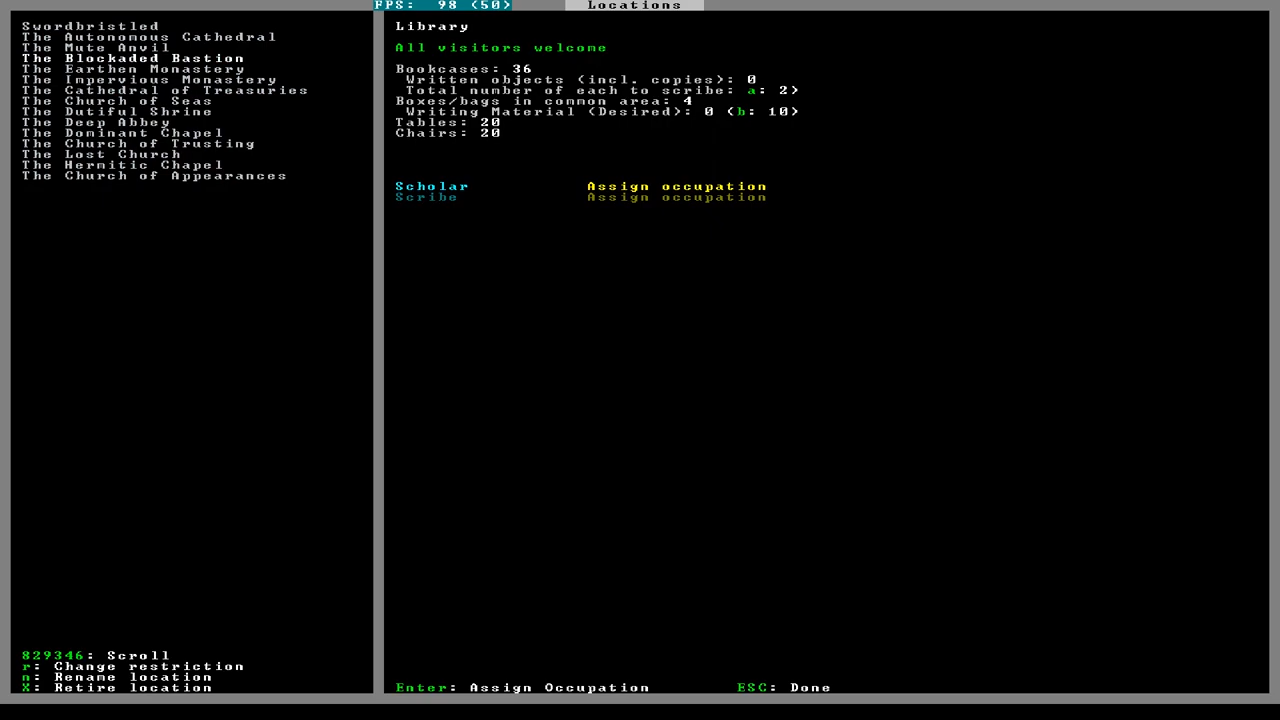 FPS: 98 (50) Locations
Swordbristled
The Autonomous Cathedral
The Mute Anvil
The Blockaded Bastion
The Earthen Monastery
The Impervious Monastery
The Cathedral of Treasuries
The Church of Seas
The Dutiful Shrine
The Deep Abbey
The Dominant Chapel
The Church of Trusting
The Lost Church
The Hermitic Chapel
The Church of Appearances
829346: Scroll
r: Change restriction
n: Rename location
X: Retire location
Library
All visitors welcome
Bookcases: 36
Written objects (incl. copies): 0
Total number of each to scribe: a: 2>
Boxes/bags in common area: 4
Writing Material (Desired): 0 (b: 10)
Tables: 20
Chairs: 20
Scholar Assign occupation
Scribe Assign occupation
Enter: Assign Occupation ESC: Done